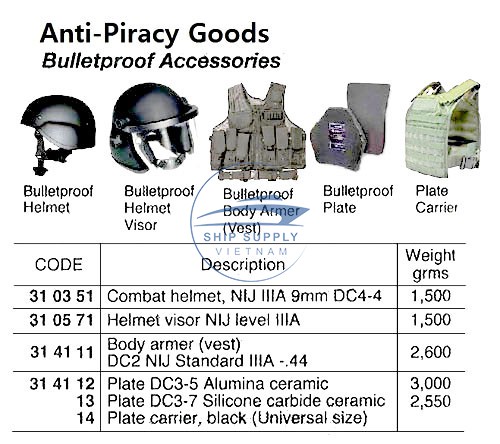 Anti-Piracy Goods
Bulletproof Accessories
Bulletproof Helmet
Bulletproof Helmet Visor
Bulletproof Body Armer (Vest)
Bulletproof Plate
Plate Carrier
SHIP SUPPLY
VIETNAM
CODE Description Weight grms
31 03 51 Combat helmet, NIJ IIIA 9mm DC4-4 1,500
31 05 71 Helmet visor NIJ level IIIA 1,500
31 41 11 Body armer (vest) DC2 NIJ Standard IIIA -.44 2,600
31 41 12 Plate DC3-5 Alumina ceramic 3,000
13 Plate DC3-7 Silicone carbide ceramic 2,550
14 Plate carrier, black (Universal size)